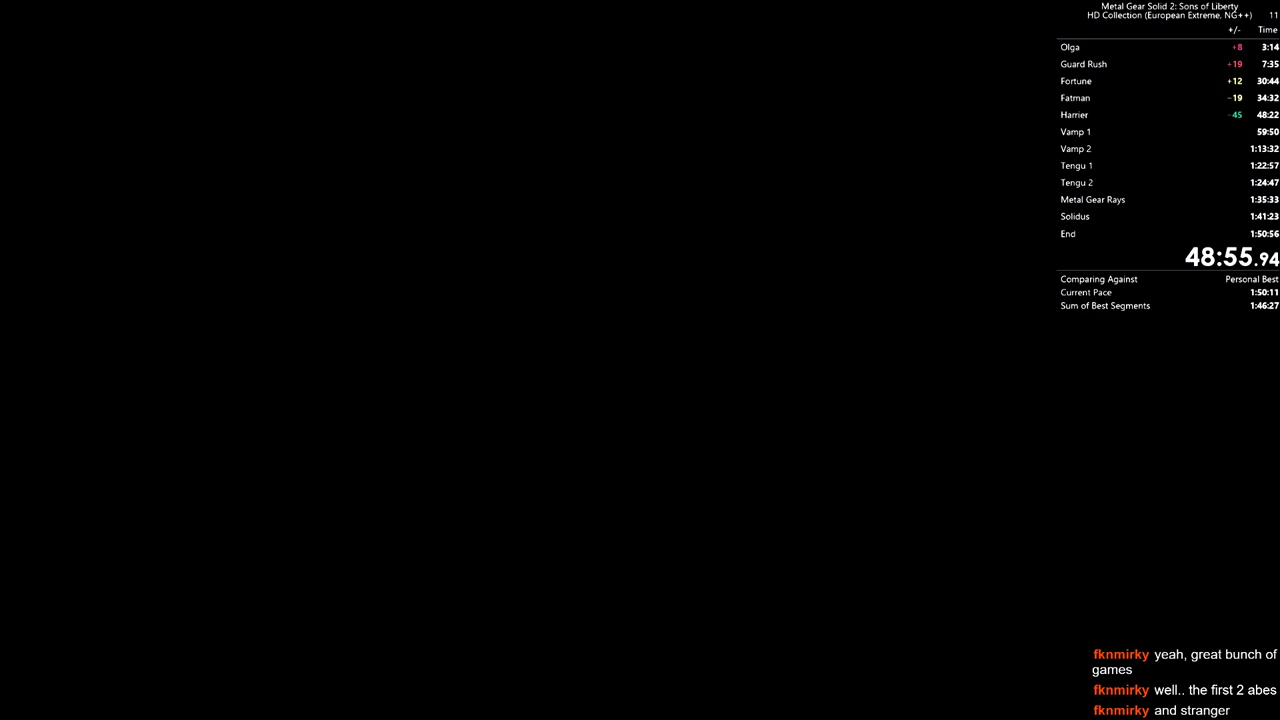 Metal Gear Solid 2: Sons of Liberty
HD Collection (European Extreme, NG++) 11
+/- Time
Olga +8 3:14
Guard Rush +19 7:35
Fortune +12 30:44
Fatman -19 34:32
Harrier -45 48:22
Vamp 1 59:50
Vamp 2 1:13:32
Tengu 1 1:22:57
Tengu 2 1:24:47
Metal Gear Rays 1:35:33
Solidus 1:41:23
End 1:50:56
48:55.94
Comparing Against Personal Best
Current Pace 1:50:11
Sum of Best Segments 1:46:27
fknmirky yeah, great bunch of
games
fknmirky well.. the first 2 abes
fknmirky and stranger